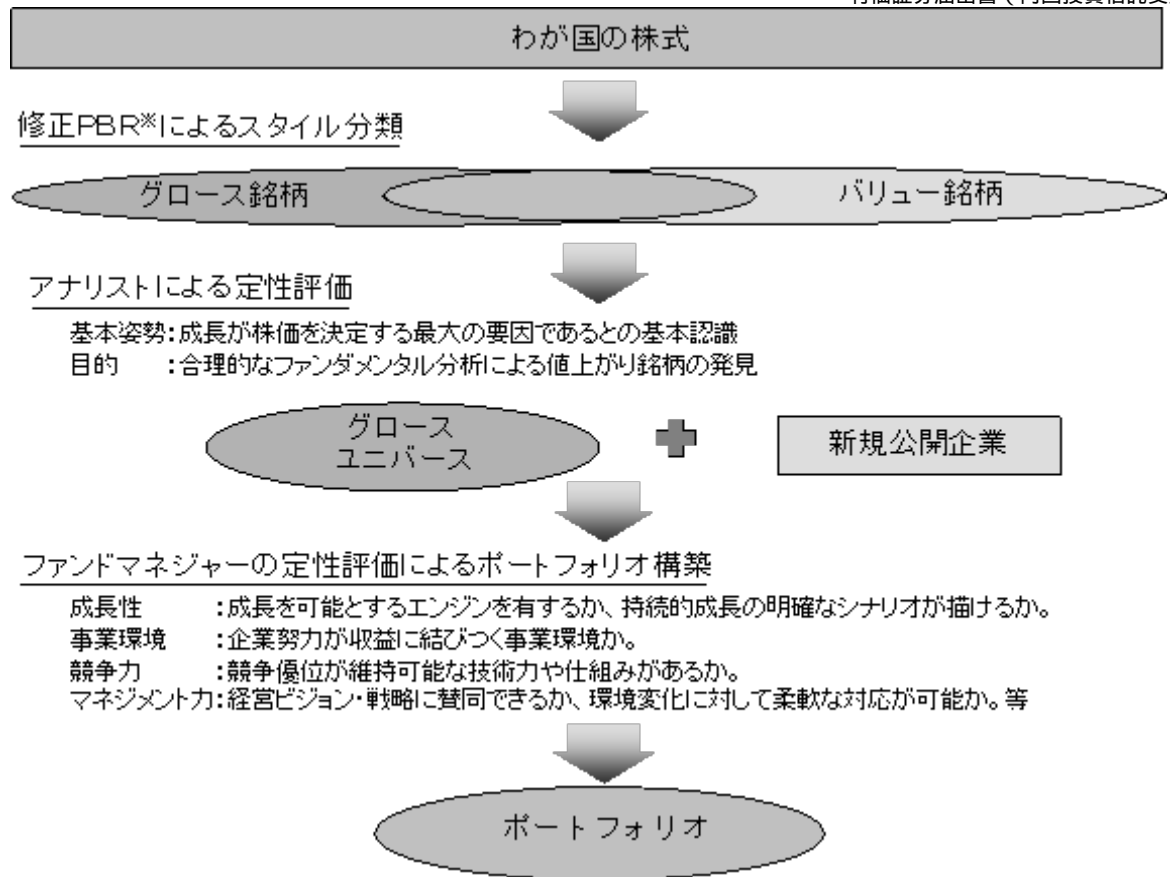 わが国の株式
修正PBR※によるスタイル分類
グロース銘柄 バリュー銘柄
アナリストによる定性評価
基本姿勢:成長が株価を決定する最大の要因であるとの基本認識
目的 :合理的なファンダメンタル分析による値上がり銘柄の発見
グロース
ユニバース
新規公開企業
ファンドマネジャーの定性評価によるポートフォリオ構築
成長性 :成長を可能とするエンジンを有するか、持続的成長の明確なシナリオが描けるか。
事業環境 :企業努力が収益に結びつく事業環境か。
競争力 :競争優位が維持可能な技術力や仕組みがあるか。
マネジメント力:経営ビジョン・戦略に賛同できるか、環境変化に対して柔軟な対応が可能か。等
ポートフォリオ